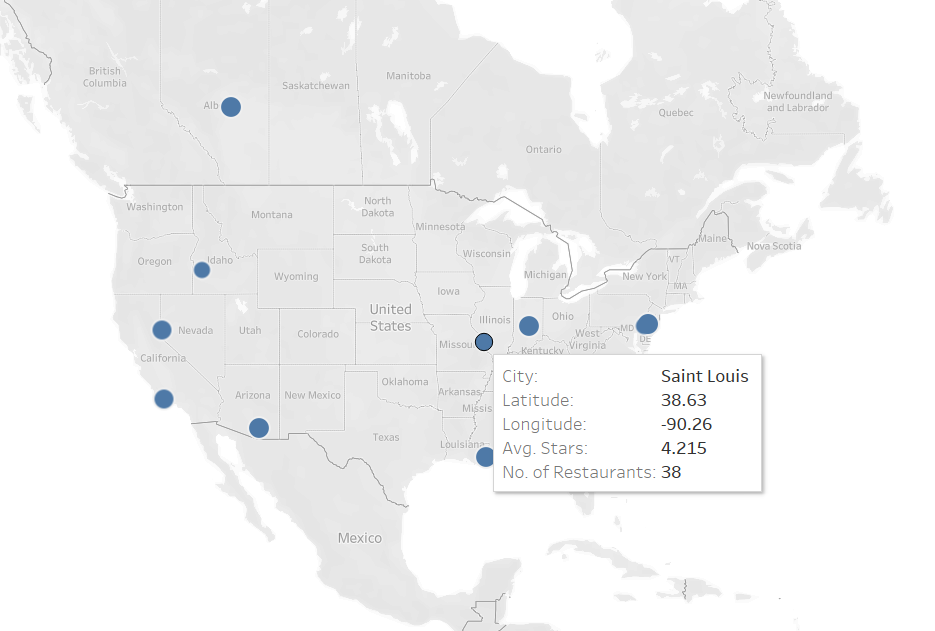 British
Columbia
Alb
Saskatchewan
Manitoba
Ontario
Quebec
Newfoundland
and Labrador
Washington
Montana
North
Dakota
Minnesota
Maine
Nova Scotia
Oregon
Idaho
Wyoming
South
Dakota
Wisconsin
Michigan
New York
VT
MA
Iowa
Nevada
Utah
Colorado
United
States
Illinois
Ohio
MD
DE
West
Virginia
Kentucky
Missou
California
Arizona
New Mexico
Oklahoma
Arkansas
Missis
Texas
Louisiana
Mexico
City: Saint Louis
Latitude: 38.63
Longitude: -90.26
Avg. Stars: 4.215
No. of Restaurants: 38